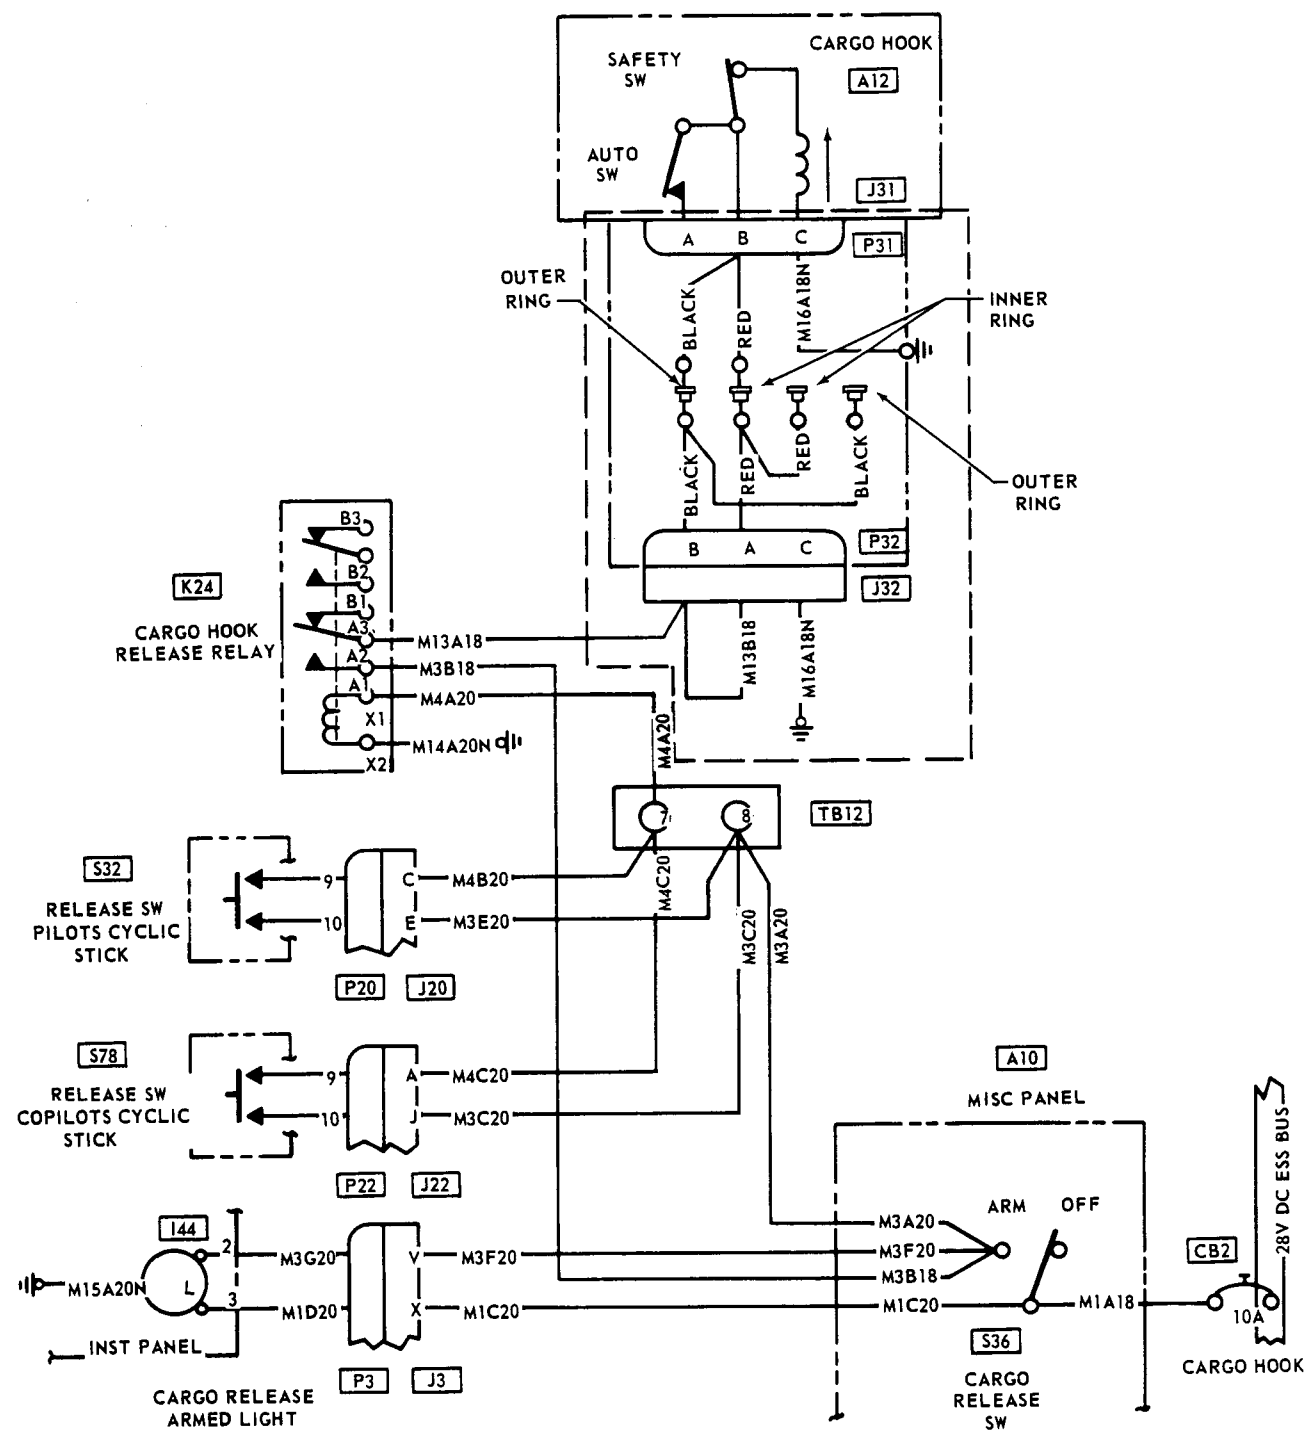 CARGO HOOK
SAFETY
SW
A12
AUTO
SW
J31
A B C
P31
OUTER
RING
BLACK
RED
M16A18N
INNER
RING
BLACK
RED
RED
BLACK
OUTER
RING
B A C
P32
J32
K24
CARGO HOOK
RELEASE RELAY
B3
B2
B1
A3
A2
A1
X1
X2
M13A18
M3B18
M4A20
M14A20N
M13B18
M16A18N
M4A20
7 8
TB12
S32
RELEASE SW
PILOTS CYCLIC
STICK
9 C M4B20
10 E M3E20
P20 J20
M4C20
M3C20
M3A20
S78
RELEASE SW
COPILOTS CYCLIC
STICK
9 A M4C20
10 J M3C20
P22 J22
A10
MISC PANEL
28V DC ESS BUS
ARM OFF
I44
2 M3G20 V M3F20
M15A20N L
3 M1D20 X M1C20
INST PANEL
P3 J3
CARGO RELEASE
ARMED LIGHT
M3A20
M3F20
M3B18
M1C20
M1A18
S36
CARGO
RELEASE
SW
CB2
10A
CARGO HOOK